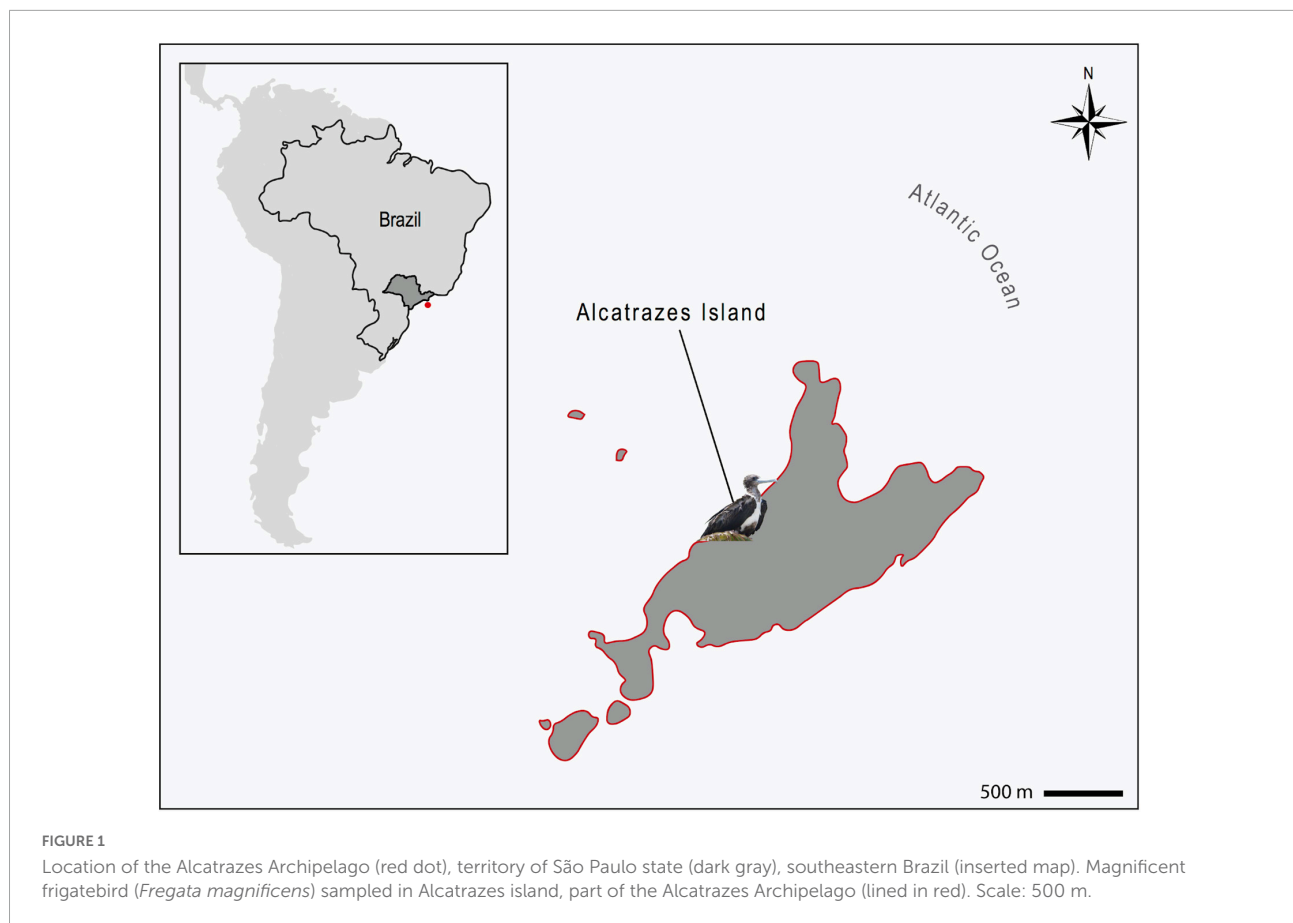 N
Brazil
Atlantic Ocean
Alcatrazes Island
500 m
FIGURE 1
Location of the Alcatrazes Archipelago (red dot), territory of São Paulo state (dark gray), southeastern Brazil (inserted map). Magnificent
frigatebird (Fregata magnificens) sampled in Alcatrazes island, part of the Alcatrazes Archipelago (lined in red). Scale: 500 m.